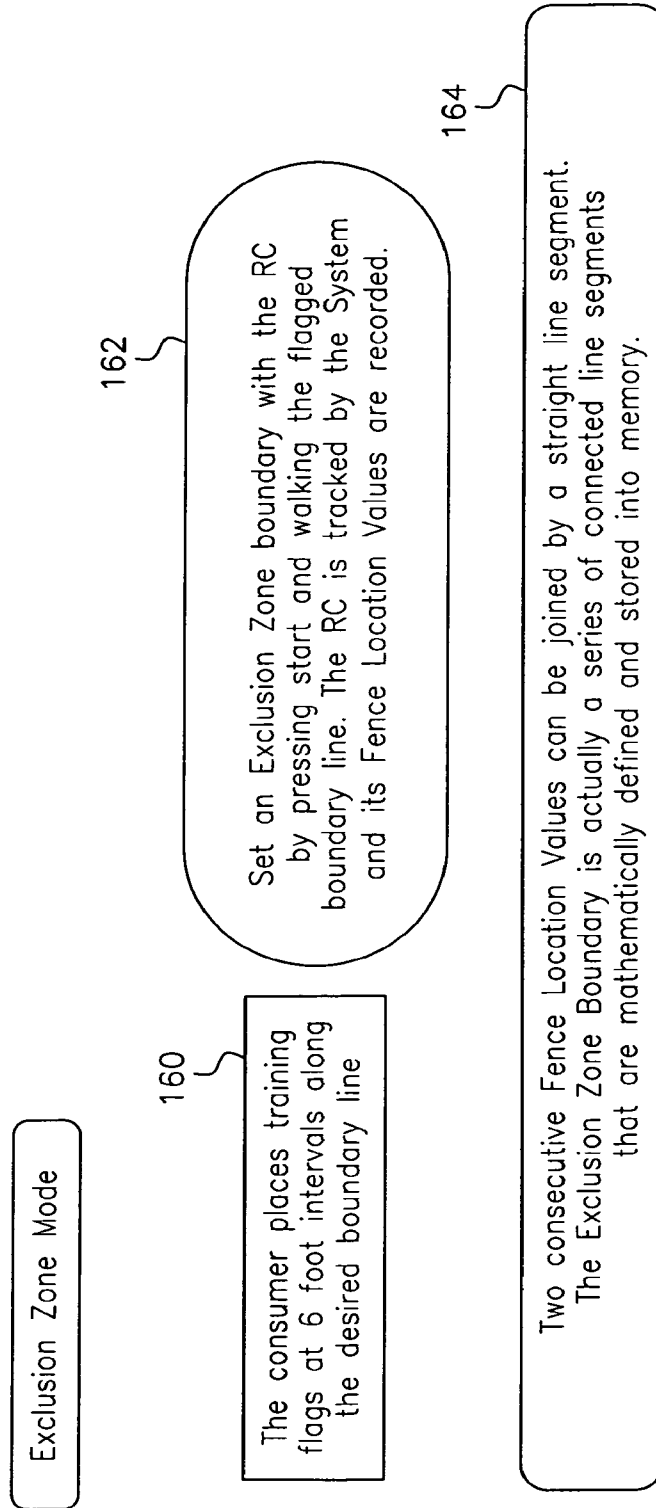 Exclusion Zone Mode
160
The consumer places training
flags at 6 foot intervals along
the desired boundary line
162
Set an Exclusion Zone boundary with the RC
by pressing start and walking the flagged
boundary line. The RC is tracked by the System
and its Fence Location Values are recorded.
164
Two consecutive Fence Location Values can be joined by a straight line segment.
The Exclusion Zone Boundary is actually a series of connected line segments
that are mathematically defined and stored into memory.